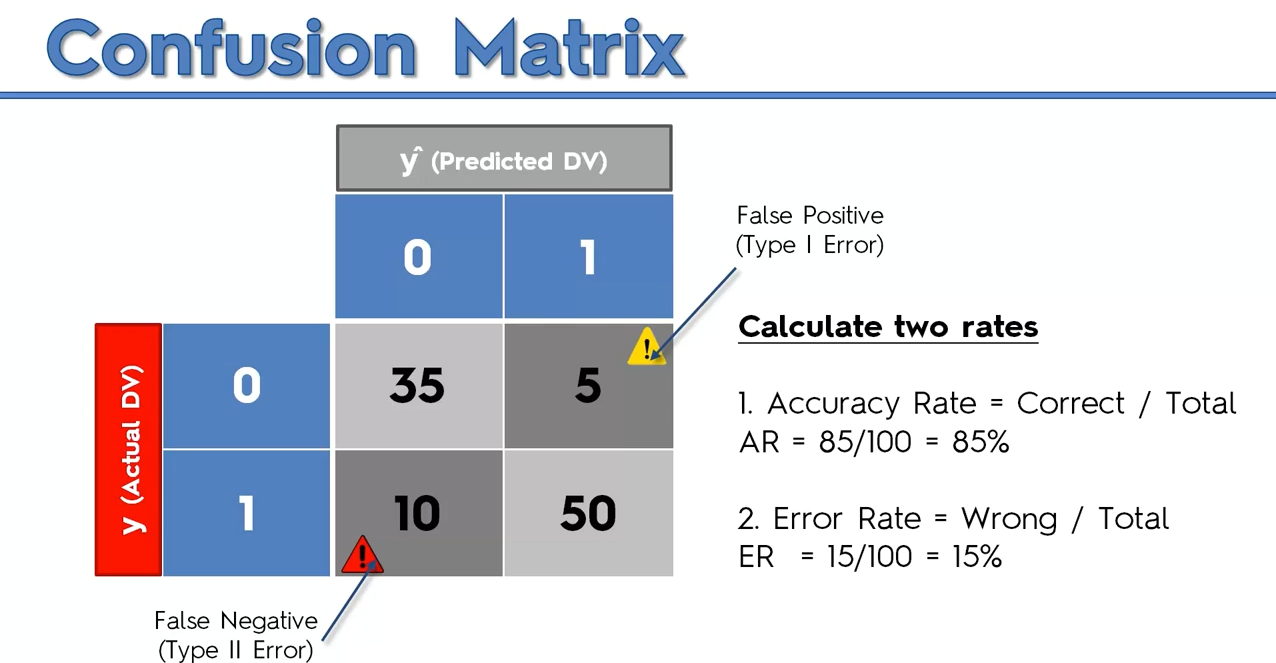 Confusion Matrix
ŷ (Predicted DV)
0 1
False Positive
(Type I Error)
y (Actual DV)
0 35 5
1 10 50
False Negative
(Type II Error)
Calculate two rates
1. Accuracy Rate = Correct / Total
AR = 85/100 = 85%
2. Error Rate = Wrong / Total
ER = 15/100 = 15%